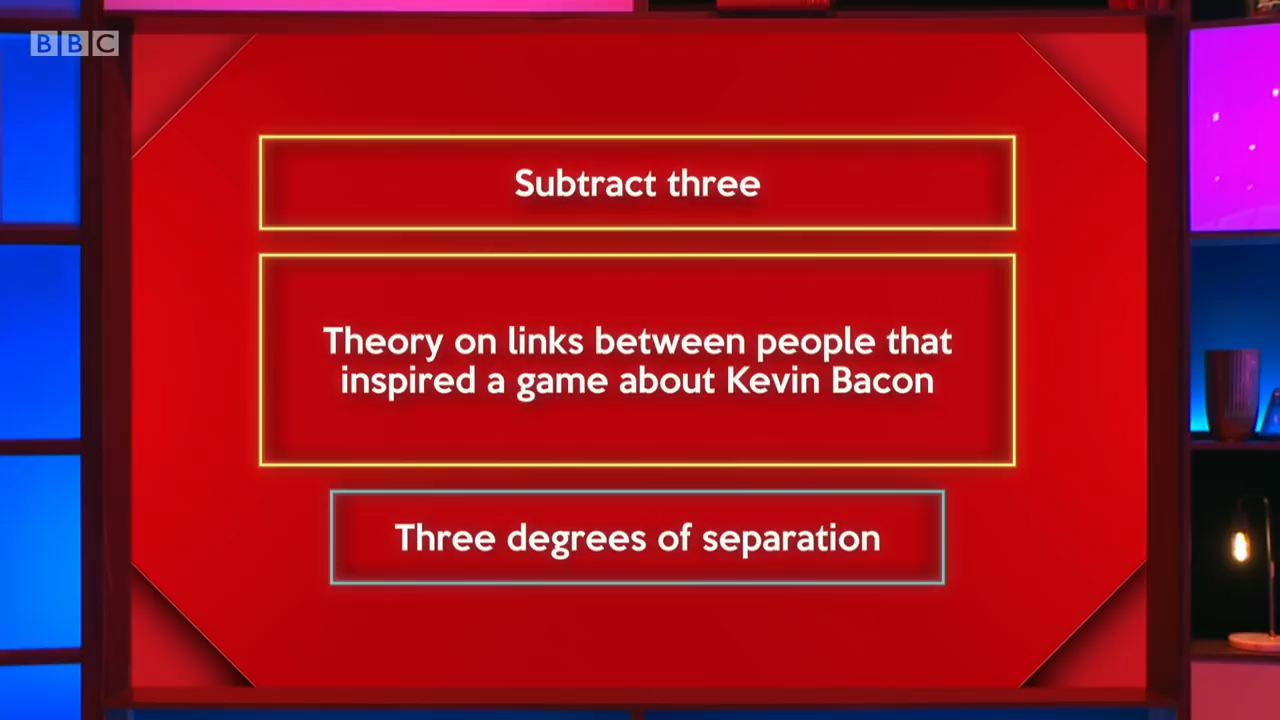 BBC
Subtract three
Theory on links between people that
inspired a game about Kevin Bacon
Three degrees of separation